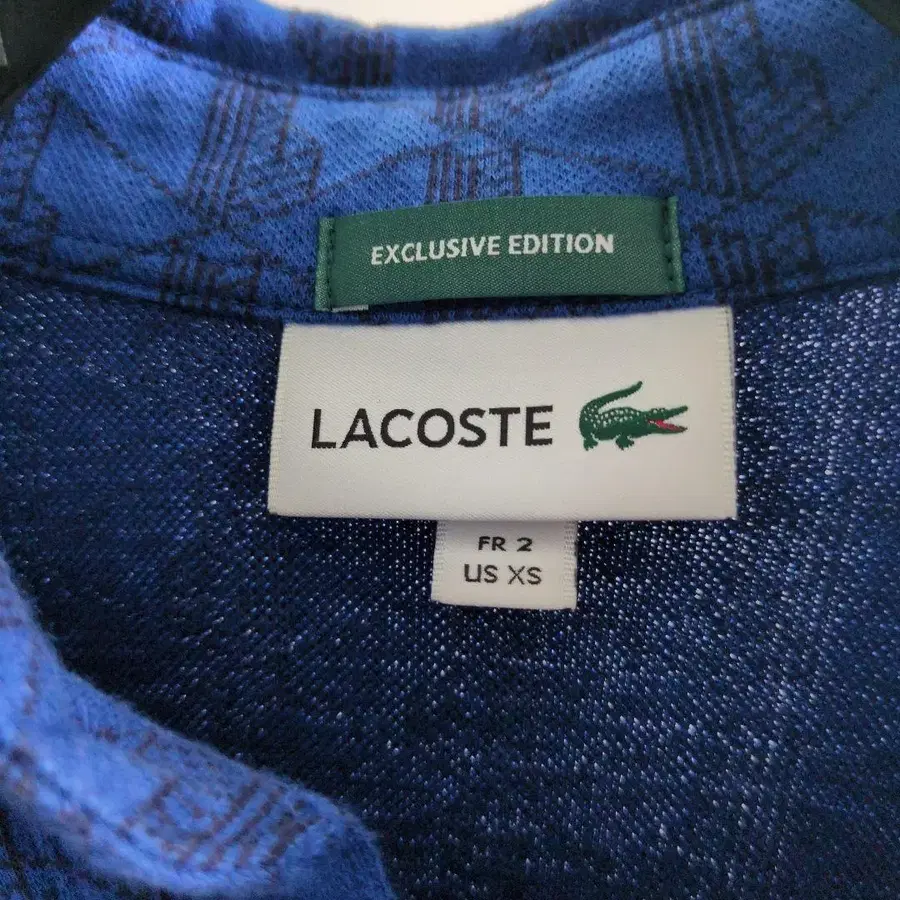 EXCLUSIVE EDITION
LACOSTE
FR 2
US XS